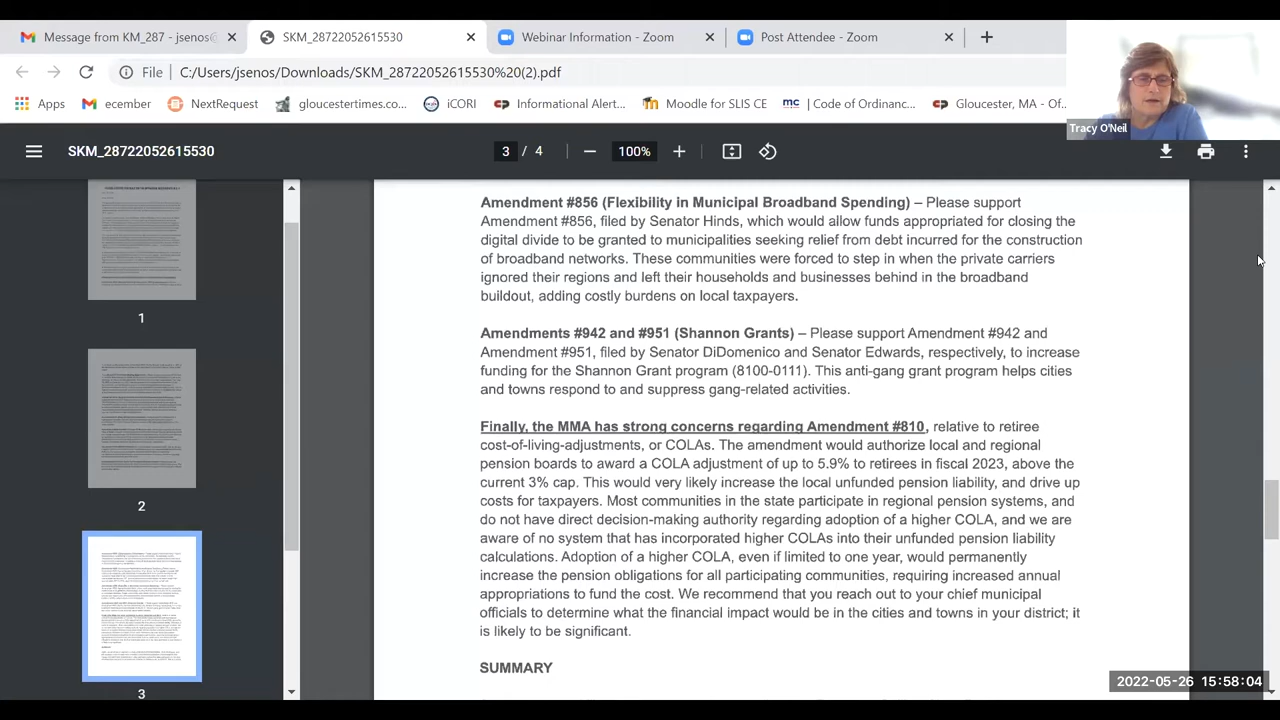 Message from KM_287 - jsenos@
SKM_28722052615530
Webinar Information - Zoom
Post Attendee - Zoom
File
C:/Users/jsenos/Downloads/SKM_28722052615530%20(2).pdf
Apps
ecember
NextRequest
gloucestertimes.co...
iCORI
Informational Alert...
Moodle for SLIS CE
mc | Code of Ordinanc...
Gloucester, MA - Of...
Tracy O'Neil
SKM_28722052615530
3 / 4
100%
1
2
3
Amendment #856 (Flexibility in Municipal Broadband Spending) – Please support
Amendment #856, filed by Senator Hinds, which would allow funds appropriated for closing the
digital divide to be granted to municipalities seeking relief from debt incurred for the construction
of broadband networks. These communities were forced to step in when the private carriers
ignored their regions and left their households and businesses behind in the broadband
buildout, adding costly burdens on local taxpayers.
Amendments #942 and #951 (Shannon Grants) – Please support Amendment #942 and
Amendment #951, filed by Senator DiDomenico and Senator Edwards, respectively, to increase
funding for the Shannon Grant program (8100-0111). This anti-gang grant program helps cities
and towns respond to and suppress gang-related activities.
Finally, the MMA has strong concerns regarding Amendment #810, relative to retiree
cost-of-living-adjustments, or COLAs. The amendment would authorize local and regional
pension boards to award a COLA adjustment of up to 5.9% to retirees in fiscal 2023, above the
current 3% cap. This would very likely increase the local unfunded pension liability, and drive up
costs for taxpayers. Most communities in the state participate in regional pension systems, and
do not have direct decision-making authority regarding adoption of a higher COLA, and we are
aware of no system that has incorporated higher COLAs into their unfunded pension liability
calculations. Adoption of a higher COLA, even if limited to one year, would permanently
increase the pension obligations for all participating communities, requiring increased annual
appropriations to fund the cost. We recommend that you reach out to your chief municipal
officials to determine what the financial impact would be in the cities and towns in your district; it
is likely to be significant.
SUMMARY
2022-05-26 15:58:04